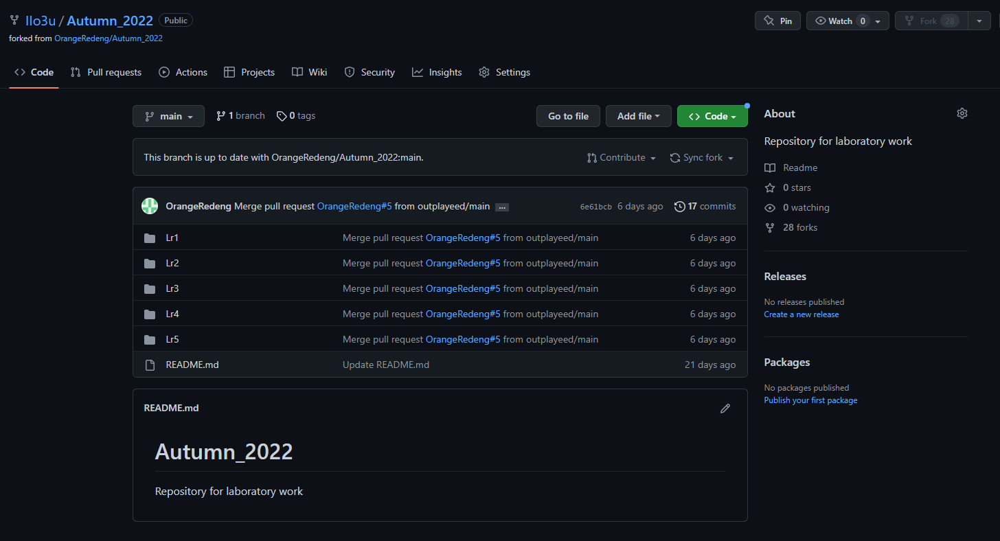 llo3u / Autumn_2022 Public
Pin Watch 0 Fork 28
forked from OrangeRedeng/Autumn_2022
Code Pull requests Actions Projects Wiki Security Insights Settings
main 1 branch 0 tags Go to file Add file Code
This branch is up to date with OrangeRedeng/Autumn_2022:main. Contribute Sync fork
OrangeRedeng Merge pull request OrangeRedeng#5 from outplayeed/main ... 6e61bcb 6 days ago 17 commits
Lr1 Merge pull request OrangeRedeng#5 from outplayeed/main 6 days ago
Lr2 Merge pull request OrangeRedeng#5 from outplayeed/main 6 days ago
Lr3 Merge pull request OrangeRedeng#5 from outplayeed/main 6 days ago
Lr4 Merge pull request OrangeRedeng#5 from outplayeed/main 6 days ago
Lr5 Merge pull request OrangeRedeng#5 from outplayeed/main 6 days ago
README.md Update README.md 21 days ago
README.md
Autumn_2022
Repository for laboratory work
About
Repository for laboratory work
Readme
0 stars
0 watching
28 forks
Releases
No releases published
Create a new release
Packages
No packages published
Publish your first package